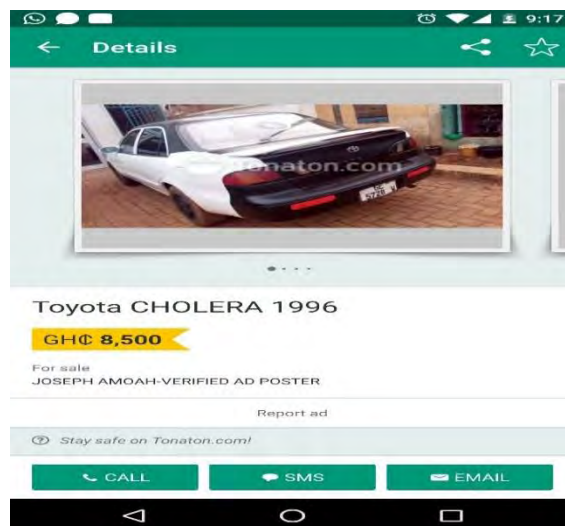 9:17
Details
Tonaton.com
Toyota CHOLERA 1996
GH₵ 8,500
For sale
JOSEPH AMOAH-VERIFIED AD POSTER
Report ad
Stay safe on Tonaton.com!
CALL
SMS
EMAIL